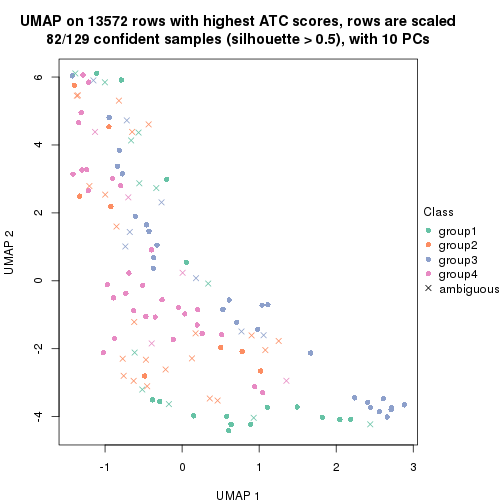 UMAP on 13572 rows with highest ATC scores, rows are scaled
82/129 confident samples (silhouette > 0.5), with 10 PCs
UMAP 2
6
4
2
0
-2
-4
-1
0
1
2
3
UMAP 1
Class
group1
group2
group3
group4
ambiguous